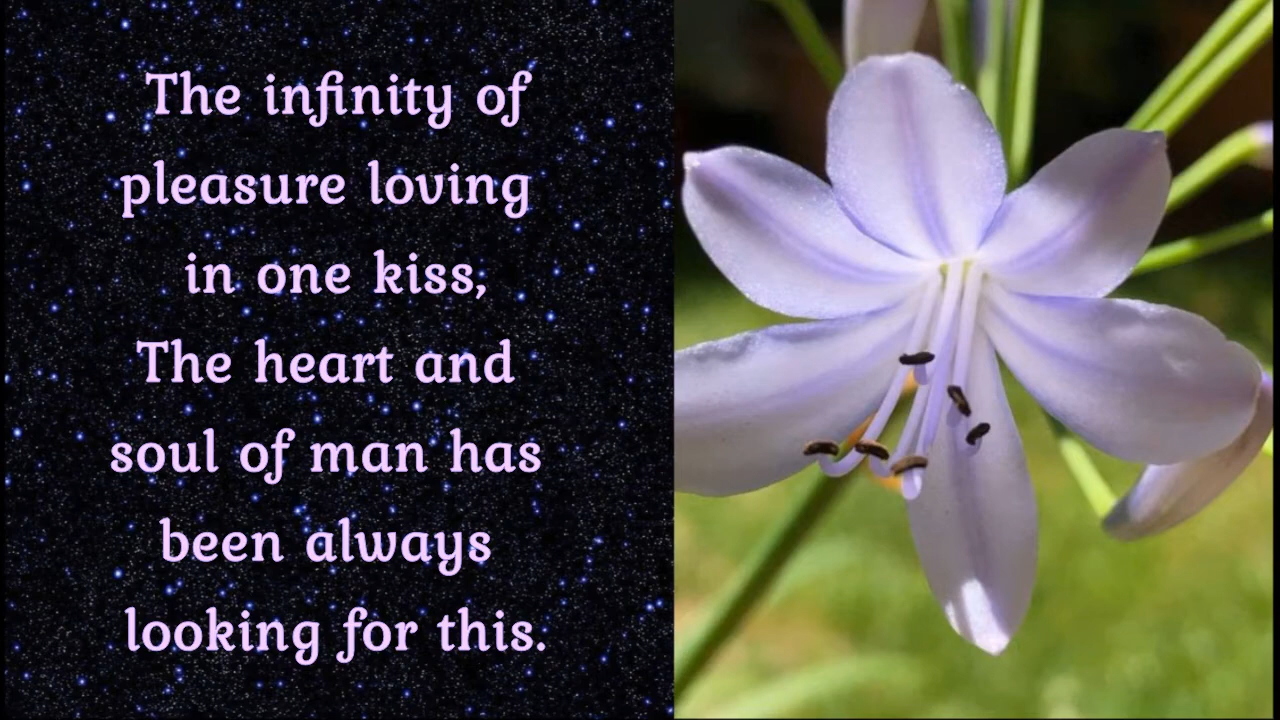 The infinity of
pleasure loving
in one kiss,
The heart and
soul of man has
been always
looking for this.